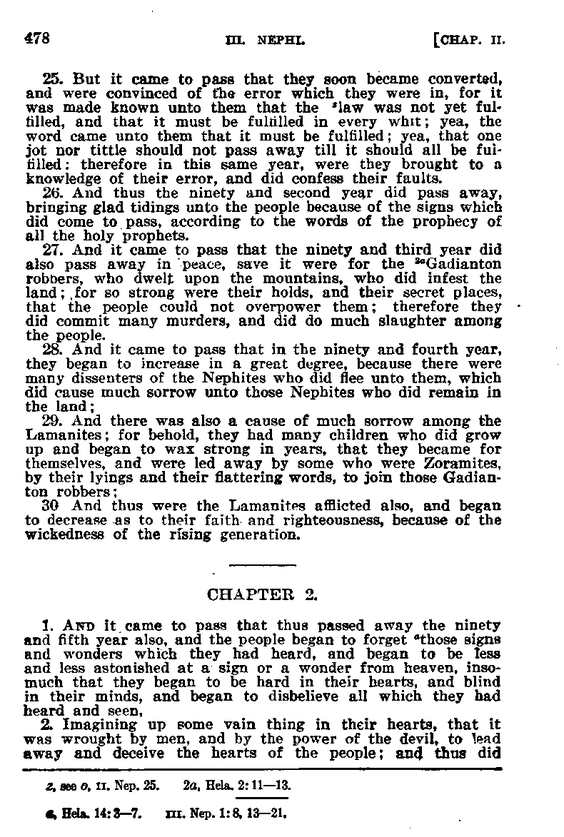 478 III. NEPHI. [CHAP. II.
25. But it came to pass that they soon became converted,
and were convinced of the error which they were in, for it
was made known unto them that the ᶻlaw was not yet ful-
filled, and that it must be fulfilled in every whit; yea, the
word came unto them that it must be fulfilled; yea, that one
jot nor tittle should not pass away till it should all be ful-
filled: therefore in this same year, were they brought to a
knowledge of their error, and did confess their faults.
26. And thus the ninety and second year did pass away,
bringing glad tidings unto the people because of the signs which
did come to pass, according to the words of the prophecy of
all the holy prophets.
27. And it came to pass that the ninety and third year did
also pass away in peace, save it were for the ²ᵃGadianton
robbers, who dwelt upon the mountains, who did infest the
land; for so strong were their holds, and their secret places,
that the people could not overpower them; therefore they
did commit many murders, and did do much slaughter among
the people.
28. And it came to pass that in the ninety and fourth year,
they began to increase in a great degree, because there were
many dissenters of the Nephites who did flee unto them, which
did cause much sorrow unto those Nephites who did remain in
the land;
29. And there was also a cause of much sorrow among the
Lamanites; for behold, they had many children who did grow
up and began to wax strong in years, that they became for
themselves, and were led away by some who were Zoramites,
by their lyings and their flattering words, to join those Gadian-
ton robbers;
30 And thus were the Lamanites afflicted also, and began
to decrease as to their faith and righteousness, because of the
wickedness of the rising generation.
CHAPTER 2.
1. AND it came to pass that thus passed away the ninety
and fifth year also, and the people began to forget ᵃthose signs
and wonders which they had heard, and began to be less
and less astonished at a sign or a wonder from heaven, inso-
much that they began to be hard in their hearts, and blind
in their minds, and began to disbelieve all which they had
heard and seen,
2. Imagining up some vain thing in their hearts, that it
was wrought by men, and by the power of the devil, to lead
away and deceive the hearts of the people; and thus did
z, see o, II. Nep. 25. 2a, Hela. 2:11—13.
a, Hela. 14:3—7. III. Nep. 1:8, 13—21.